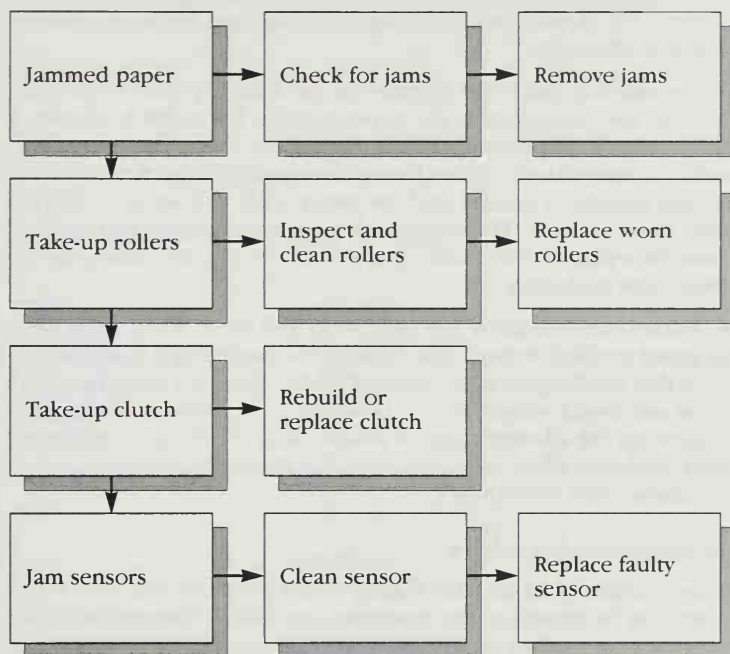 Jammed paper
Check for jams
Remove jams
Take-up rollers
Inspect and
clean rollers
Replace worn
rollers
Take-up clutch
Rebuild or
replace clutch
Jam sensors
Clean sensor
Replace faulty
sensor